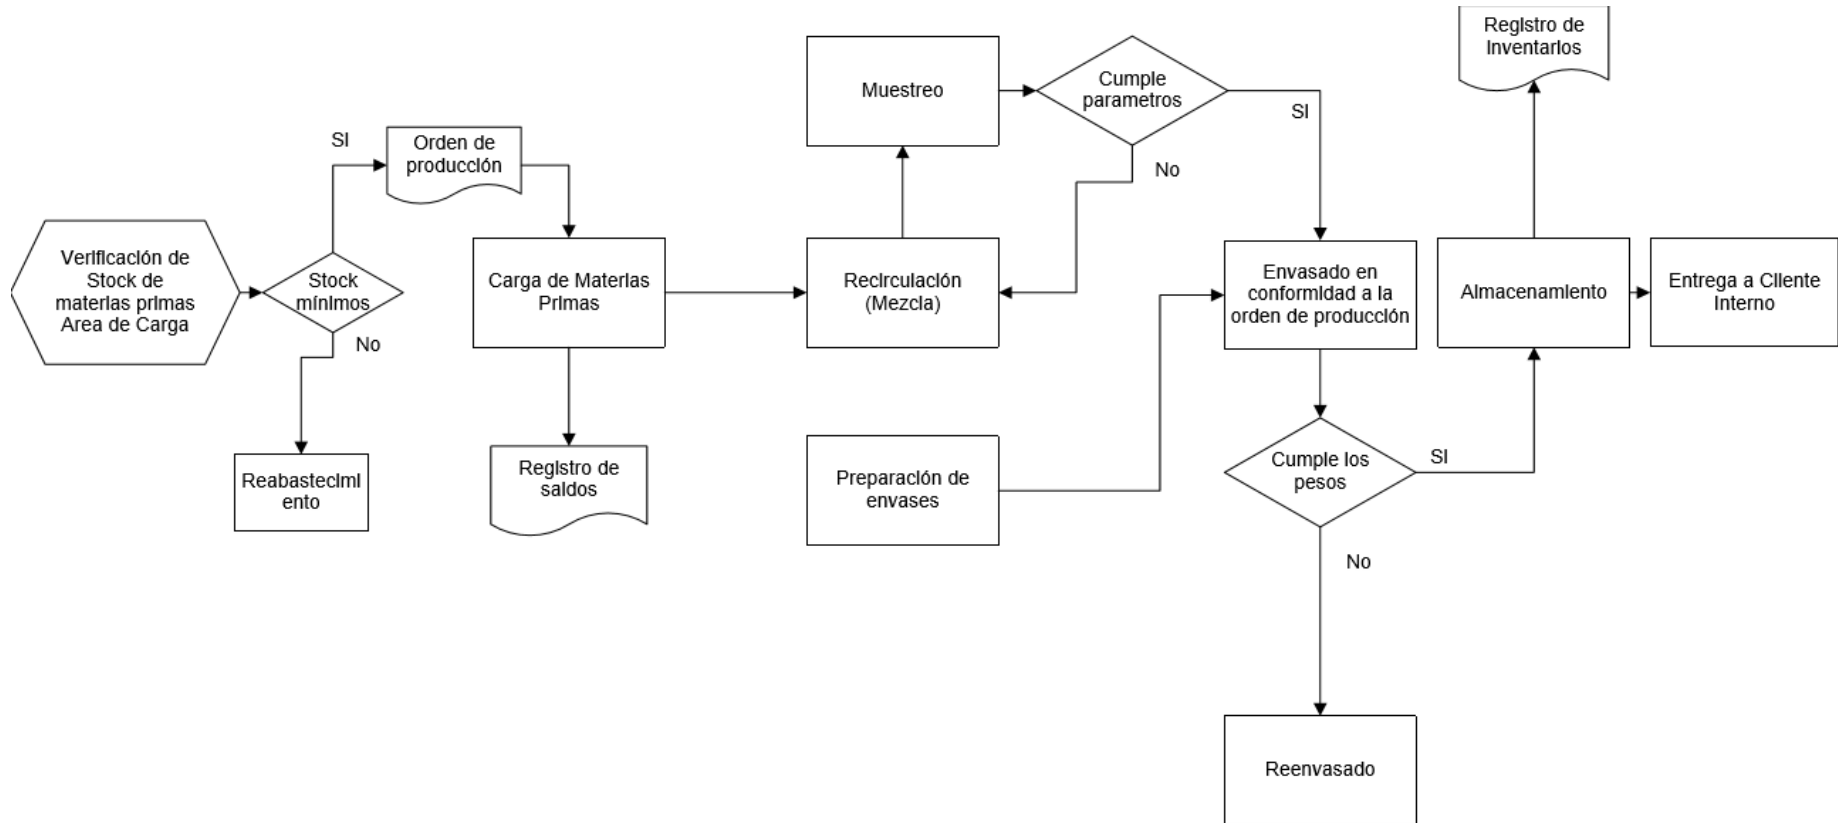 Verificación de
Stock de
materias primas
Area de Carga
Stock
mínimos
SI
No
Orden de
producción
Reabastecimi
ento
Carga de Materias
Primas
Registro de
saldos
Recirculación
(Mezcla)
Muestreo
Cumple
parametros
SI
No
Preparación de
envases
Envasado en
conformidad a la
orden de producción
Cumple los
pesos
SI
No
Reenvasado
Almacenamiento
Registro de
Inventarios
Entrega a Cliente
Interno